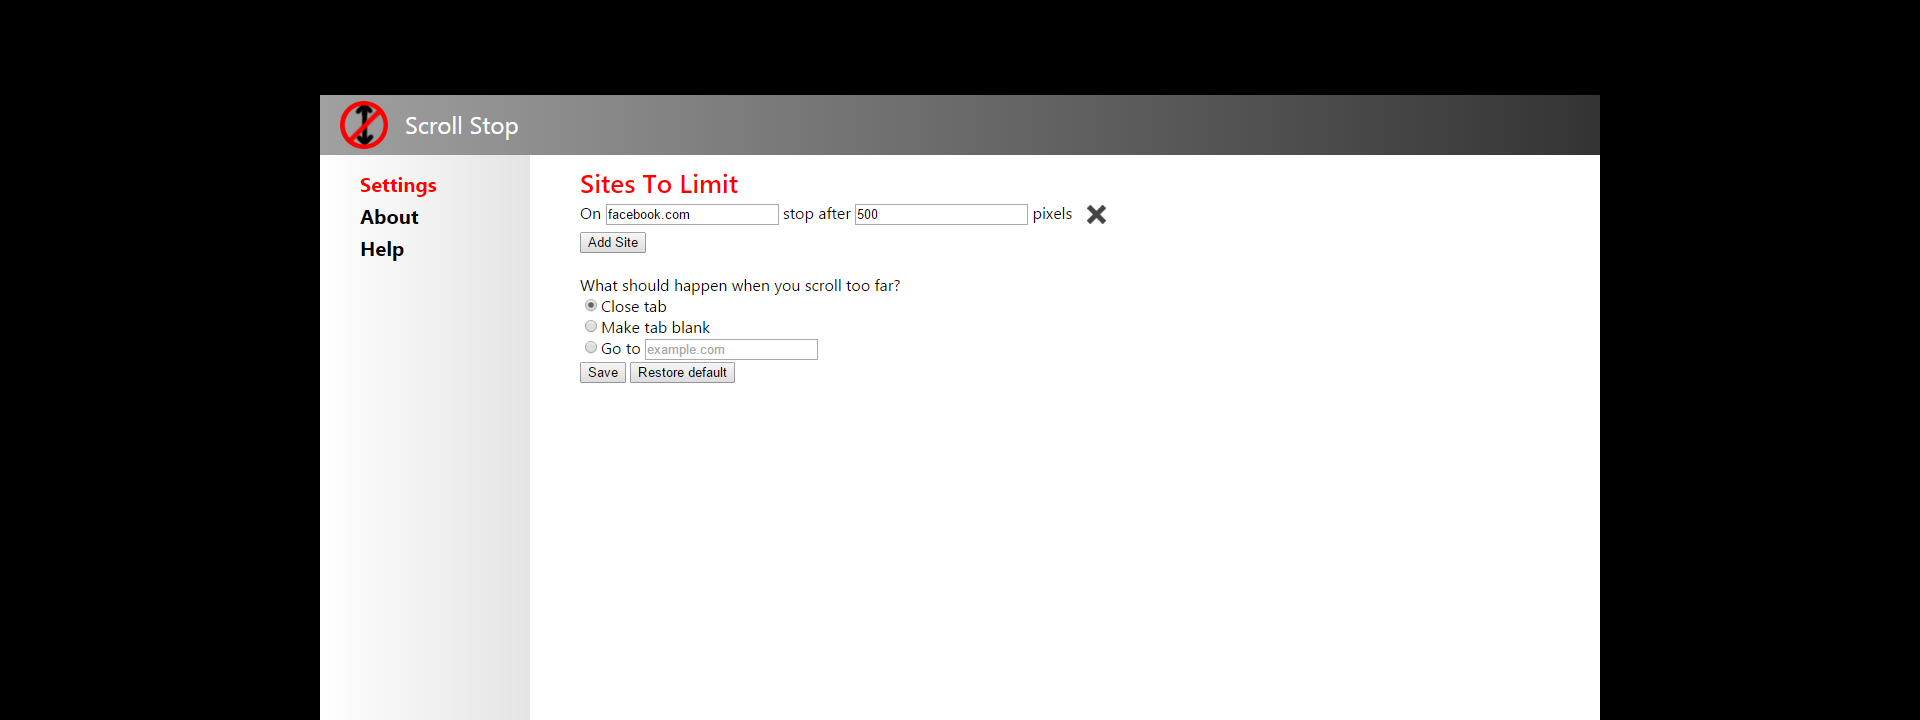 Scroll Stop
Settings
About
Help
Sites To Limit
On facebook.com stop after 500 pixels
Add Site
What should happen when you scroll too far?
Close tab
Make tab blank
Go to example.com
Save Restore default